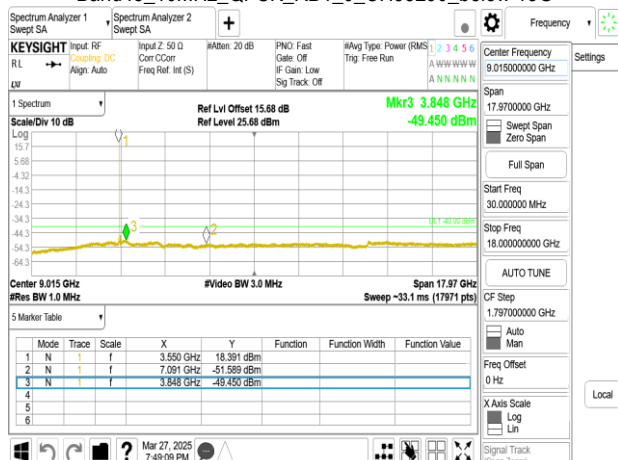 Spectrum Analyzer 1
Swept SA
Spectrum Analyzer 2
Swept SA
+
Frequency
KEYSIGHT
RL
Input: RF
Coupling: DC
Align: Auto
Input Z: 50 Ω
Corr CCorr
Freq Ref: Int (S)
#Atten: 20 dB
PNO: Fast
Gate: Off
IF Gain: Low
Sig Track: Off
#Avg Type: Power (RMS
Trig: Free Run
1 2 3 4 5 6
A W W W W W
A N N N N N
1 Spectrum
Scale/Div 10 dB
Ref Lvl Offset 15.68 dB
Ref Level 25.68 dBm
Mkr3 3.848 GHz
-49.450 dBm
Log
15.7
5.68
-4.32
-14.3
-24.3
-34.3
-44.3
-54.3
-64.3
1
2
3
Center 9.015 GHz
#Res BW 1.0 MHz
#Video BW 3.0 MHz
Span 17.97 GHz
Sweep ~33.1 ms (17971 pts)
5 Marker Table
Mode Trace Scale X Y Function Function Width Function Value
1 N 1 f 3.550 GHz 18.391 dBm
2 N 1 f 7.091 GHz -51.589 dBm
3 N 1 f 3.848 GHz -49.450 dBm
4
5
6
Mar 27, 2025
7:49:09 PM
Center Frequency
9.015000000 GHz
Span
17.9700000 GHz
Swept Span
Zero Span
Full Span
Start Freq
30.000000 MHz
Stop Freq
18.000000000 GHz
AUTO TUNE
CF Step
1.797000000 GHz
Auto
Man
Freq Offset
0 Hz
X Axis Scale
Log
Lin
Signal Track
Settings
Local